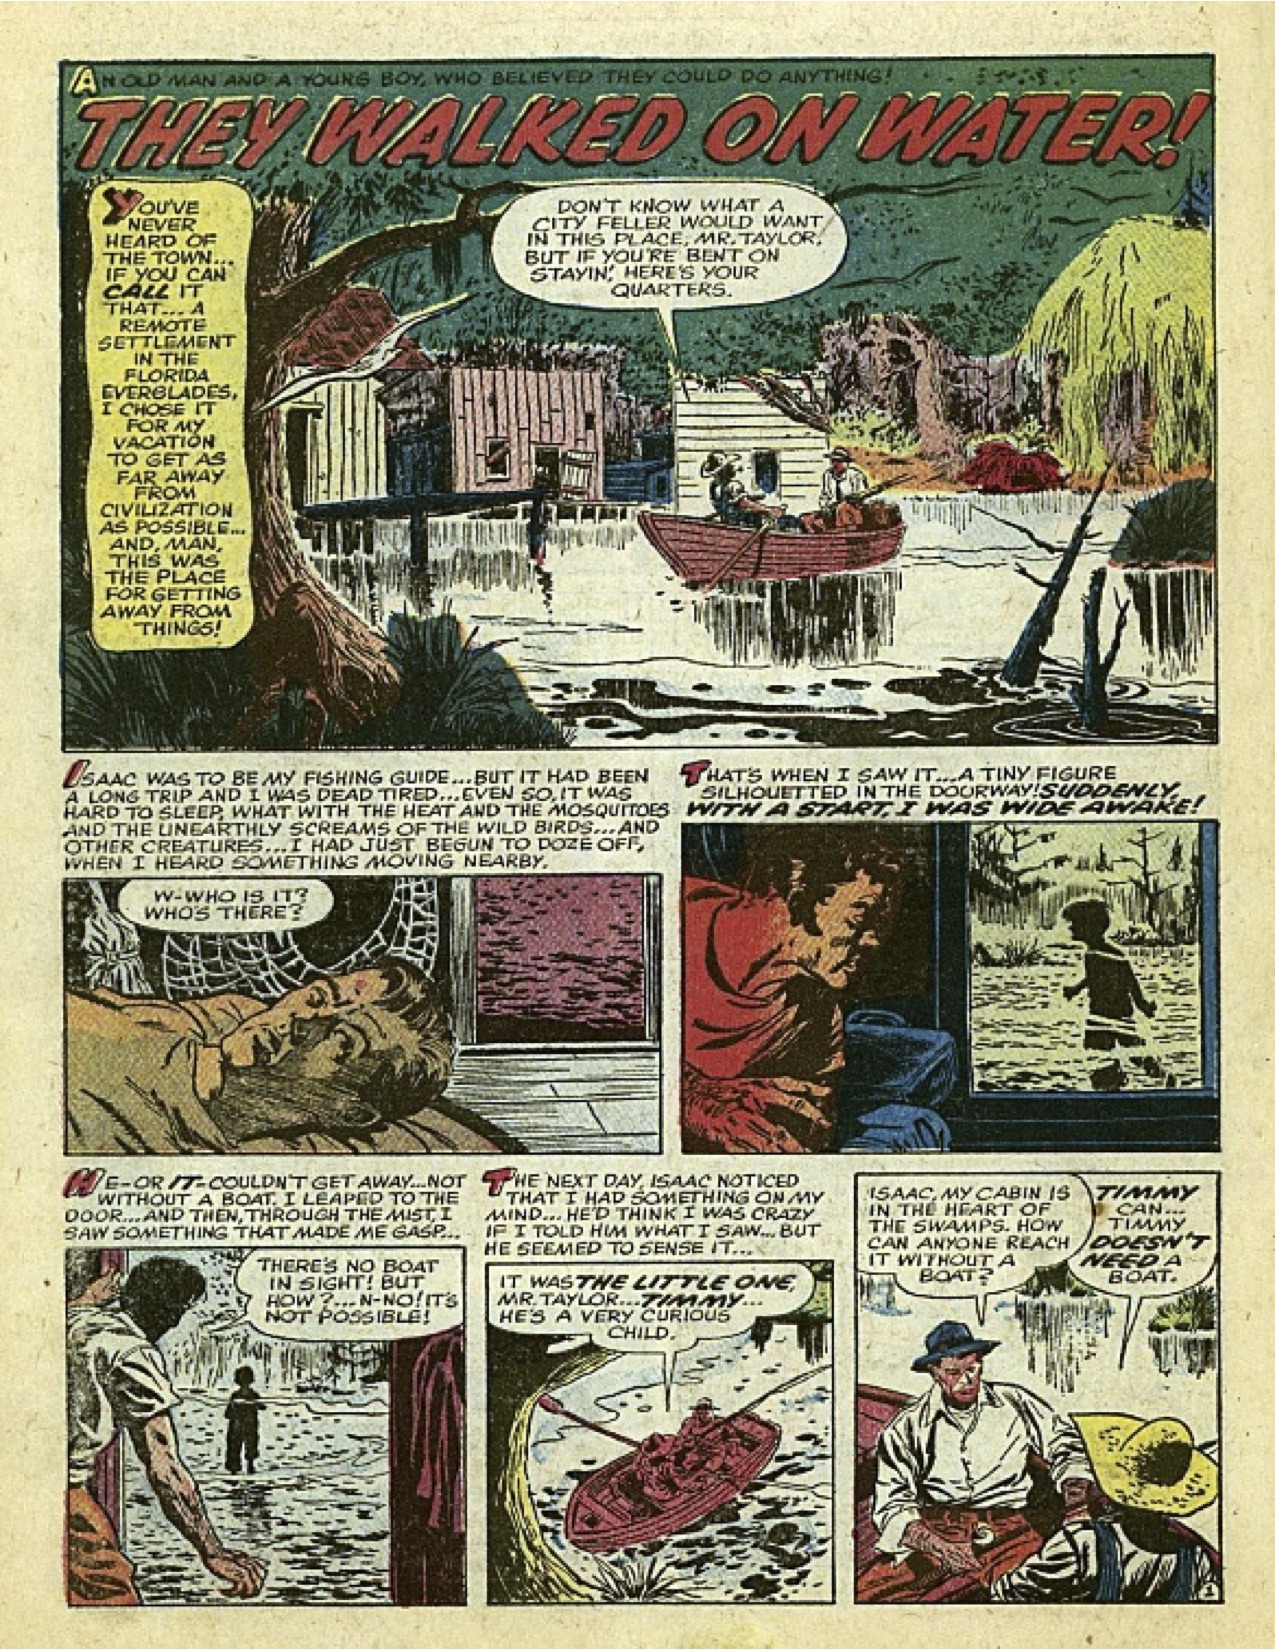 AN OLD MAN AND A YOUNG BOY, WHO BELIEVED THEY COULD DO ANYTHING!
THEY WALKED ON WATER!
YOU'VE
NEVER
HEARD OF
THE TOWN...
IF YOU CAN
CALL IT
THAT... A
REMOTE
SETTLEMENT
IN THE
FLORIDA
EVERGLADES,
I CHOSE IT
FOR MY
VACATION
TO GET AS
FAR AWAY
FROM
CIVILIZATION
AS POSSIBLE...
AND, MAN,
THIS WAS
THE PLACE
FOR GETTING
AWAY FROM
THINGS!
DON'T KNOW WHAT A
CITY FELLER WOULD WANT
IN THIS PLACE, MR. TAYLOR,
BUT IF YOU'RE BENT ON
STAYIN', HERE'S YOUR
QUARTERS.
ISAAC WAS TO BE MY FISHING GUIDE...BUT IT HAD BEEN
A LONG TRIP AND I WAS DEAD TIRED...EVEN SO, IT WAS
HARD TO SLEEP, WHAT WITH THE HEAT AND THE MOSQUITOES
AND THE UNEARTHLY SCREAMS OF THE WILD BIRDS...AND
OTHER CREATURES...I HAD JUST BEGUN TO DOZE OFF,
WHEN I HEARD SOMETHING MOVING NEARBY.
W-WHO IS IT?
WHO'S THERE?
THAT'S WHEN I SAW IT...A TINY FIGURE
SILHOUETTED IN THE DOORWAY! SUDDENLY,
WITH A START, I WAS WIDE AWAKE!
HE-OR IT-COULDN'T GET AWAY...NOT
WITHOUT A BOAT. I LEAPED TO THE
DOOR...AND THEN, THROUGH THE MIST, I
SAW SOMETHING THAT MADE ME GASP...
THERE'S NO BOAT
IN SIGHT! BUT
HOW?...N-NO! IT'S
NOT POSSIBLE!
THE NEXT DAY, ISAAC NOTICED
THAT I HAD SOMETHING ON MY
MIND... HE'D THINK I WAS CRAZY
IF I TOLD HIM WHAT I SAW... BUT
HE SEEMED TO SENSE IT...
IT WAS THE LITTLE ONE,
MR. TAYLOR...TIMMY...
HE'S A VERY CURIOUS
CHILD.
ISAAC, MY CABIN IS
IN THE HEART OF
THE SWAMPS. HOW
CAN ANYONE REACH
IT WITHOUT A
BOAT?
TIMMY
CAN...
TIMMY
DOESN'T
NEED A
BOAT.
1